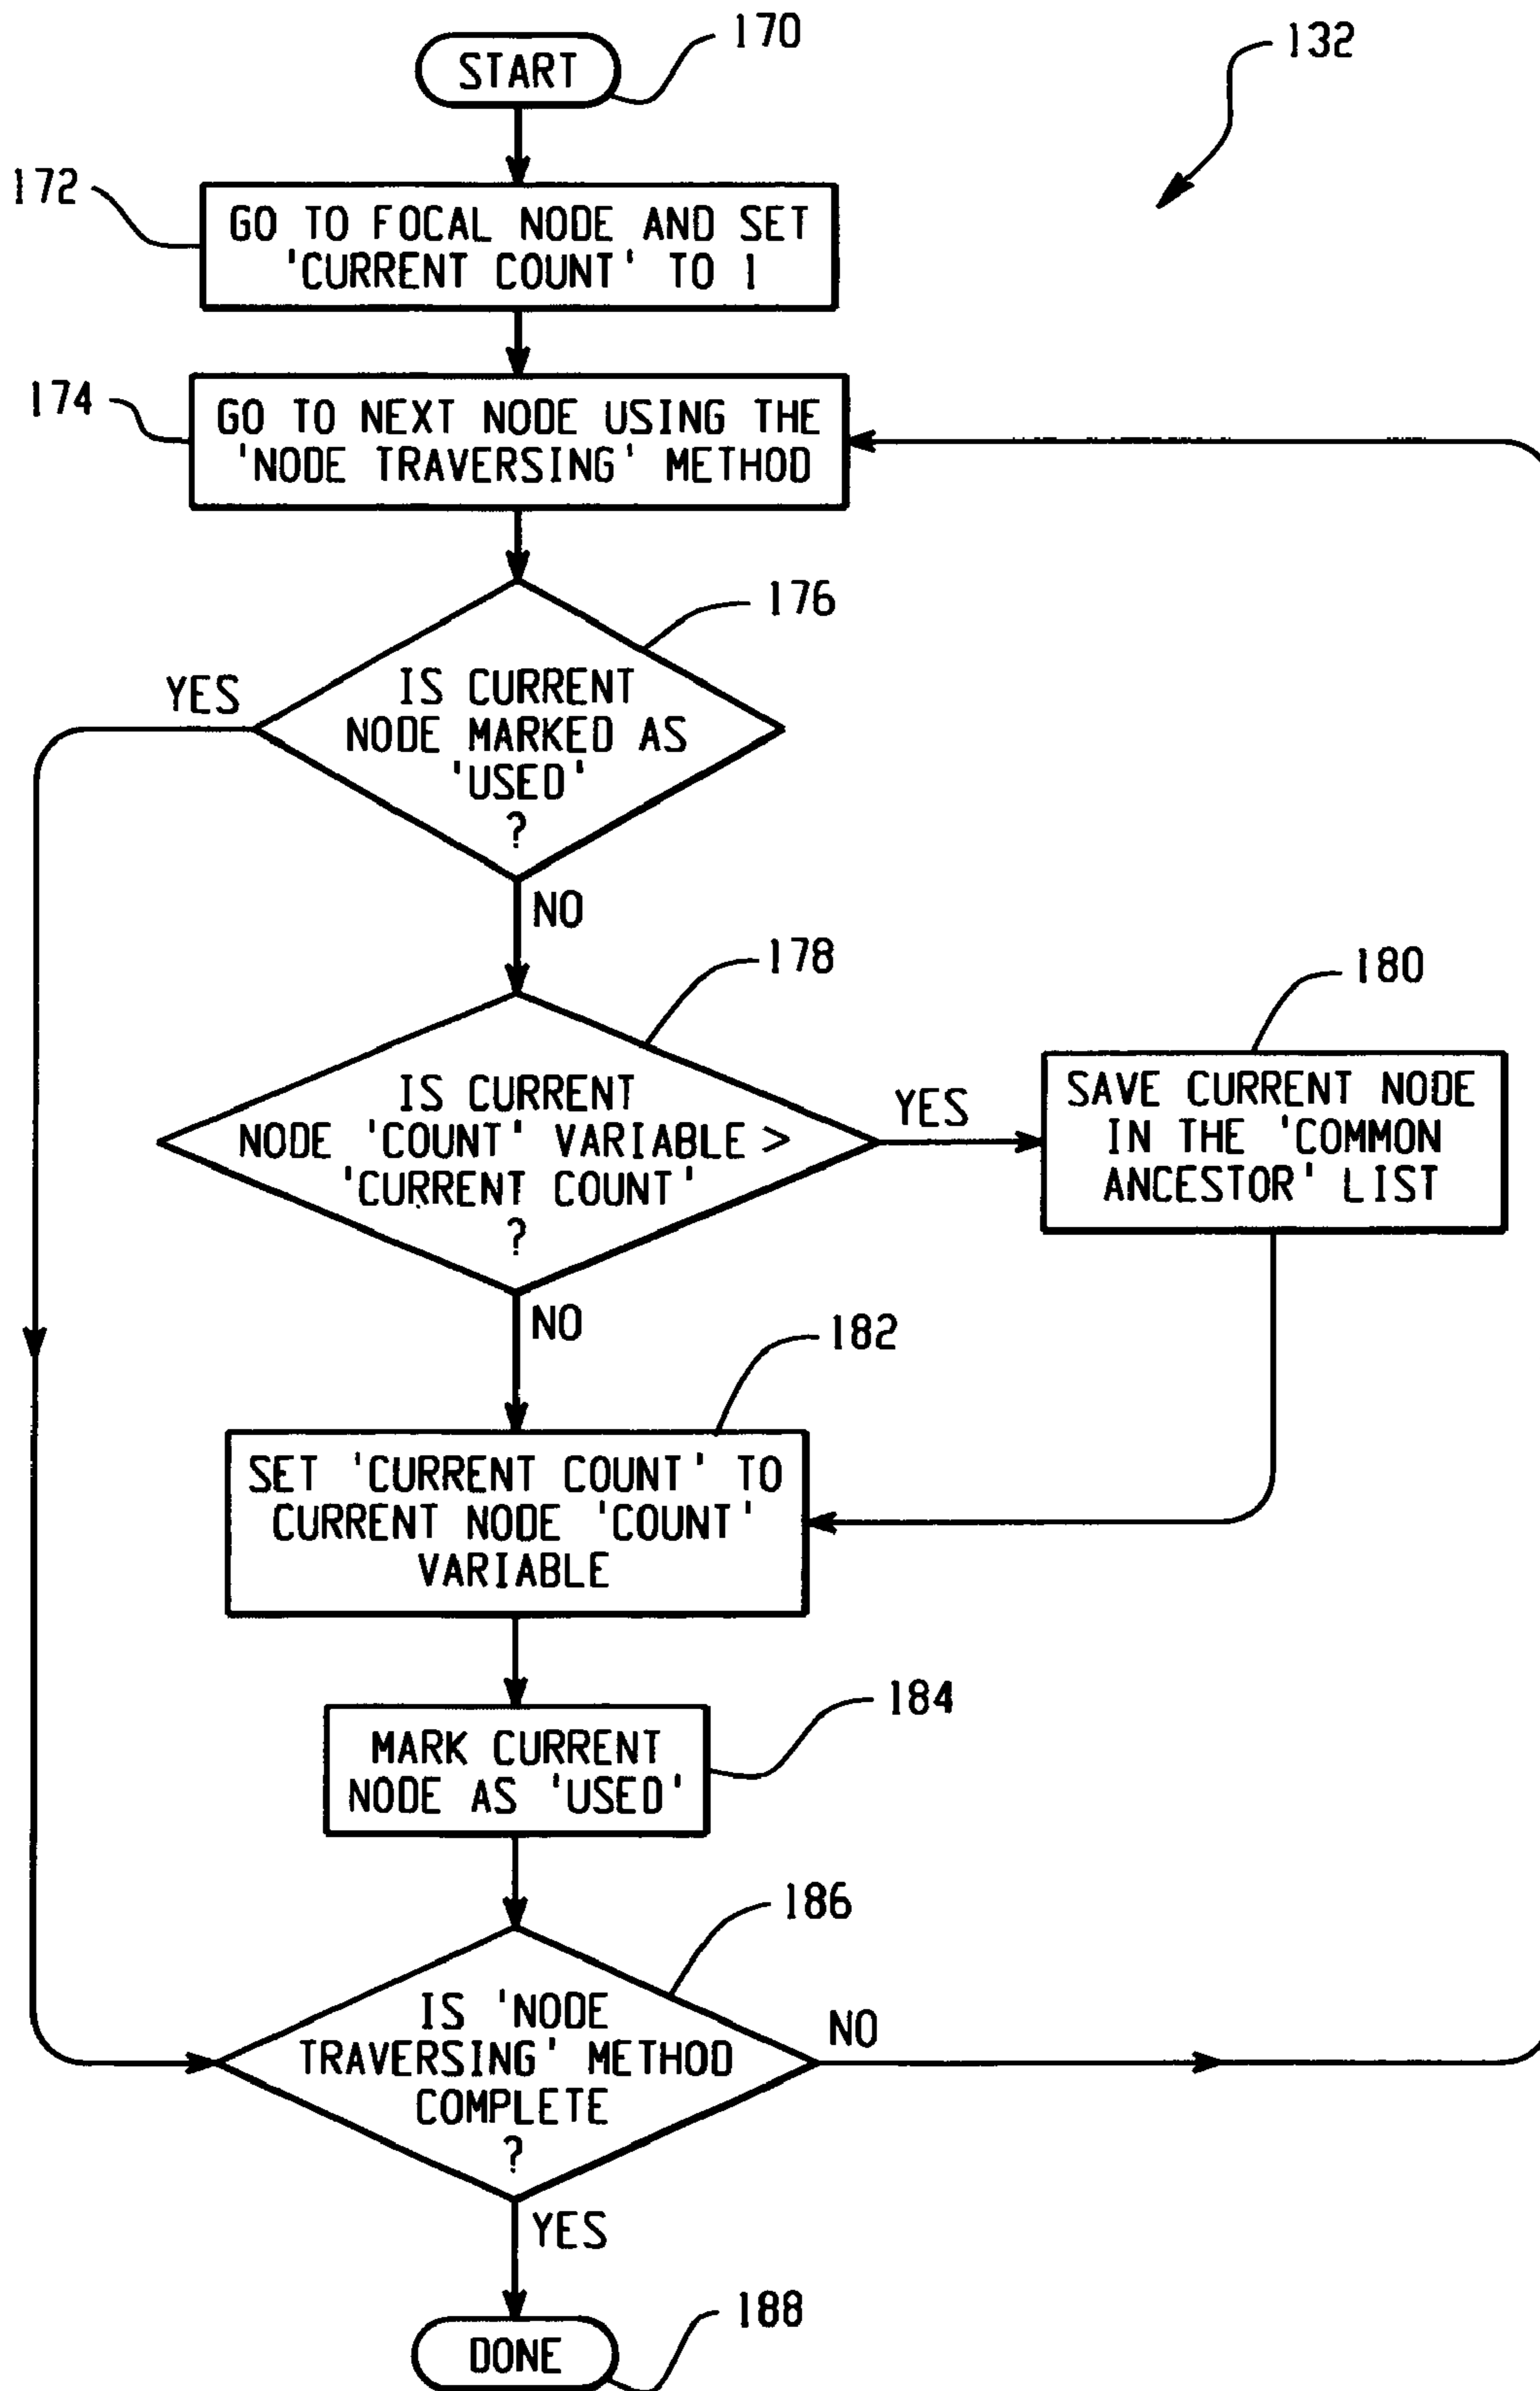 170
132
START
172
GO TO FOCAL NODE AND SET
'CURRENT COUNT' TO 1
174
GO TO NEXT NODE USING THE
'NODE TRAVERSING' METHOD
176
YES
IS CURRENT
NODE MARKED AS
'USED'
?
NO
178
180
IS CURRENT
NODE 'COUNT' VARIABLE >
'CURRENT COUNT'
?
YES
SAVE CURRENT NODE
IN THE 'COMMON
ANCESTOR' LIST
NO
182
SET 'CURRENT COUNT' TO
CURRENT NODE 'COUNT'
VARIABLE
184
MARK CURRENT
NODE AS 'USED'
186
IS 'NODE
TRAVERSING' METHOD
COMPLETE
?
NO
YES
188
DONE